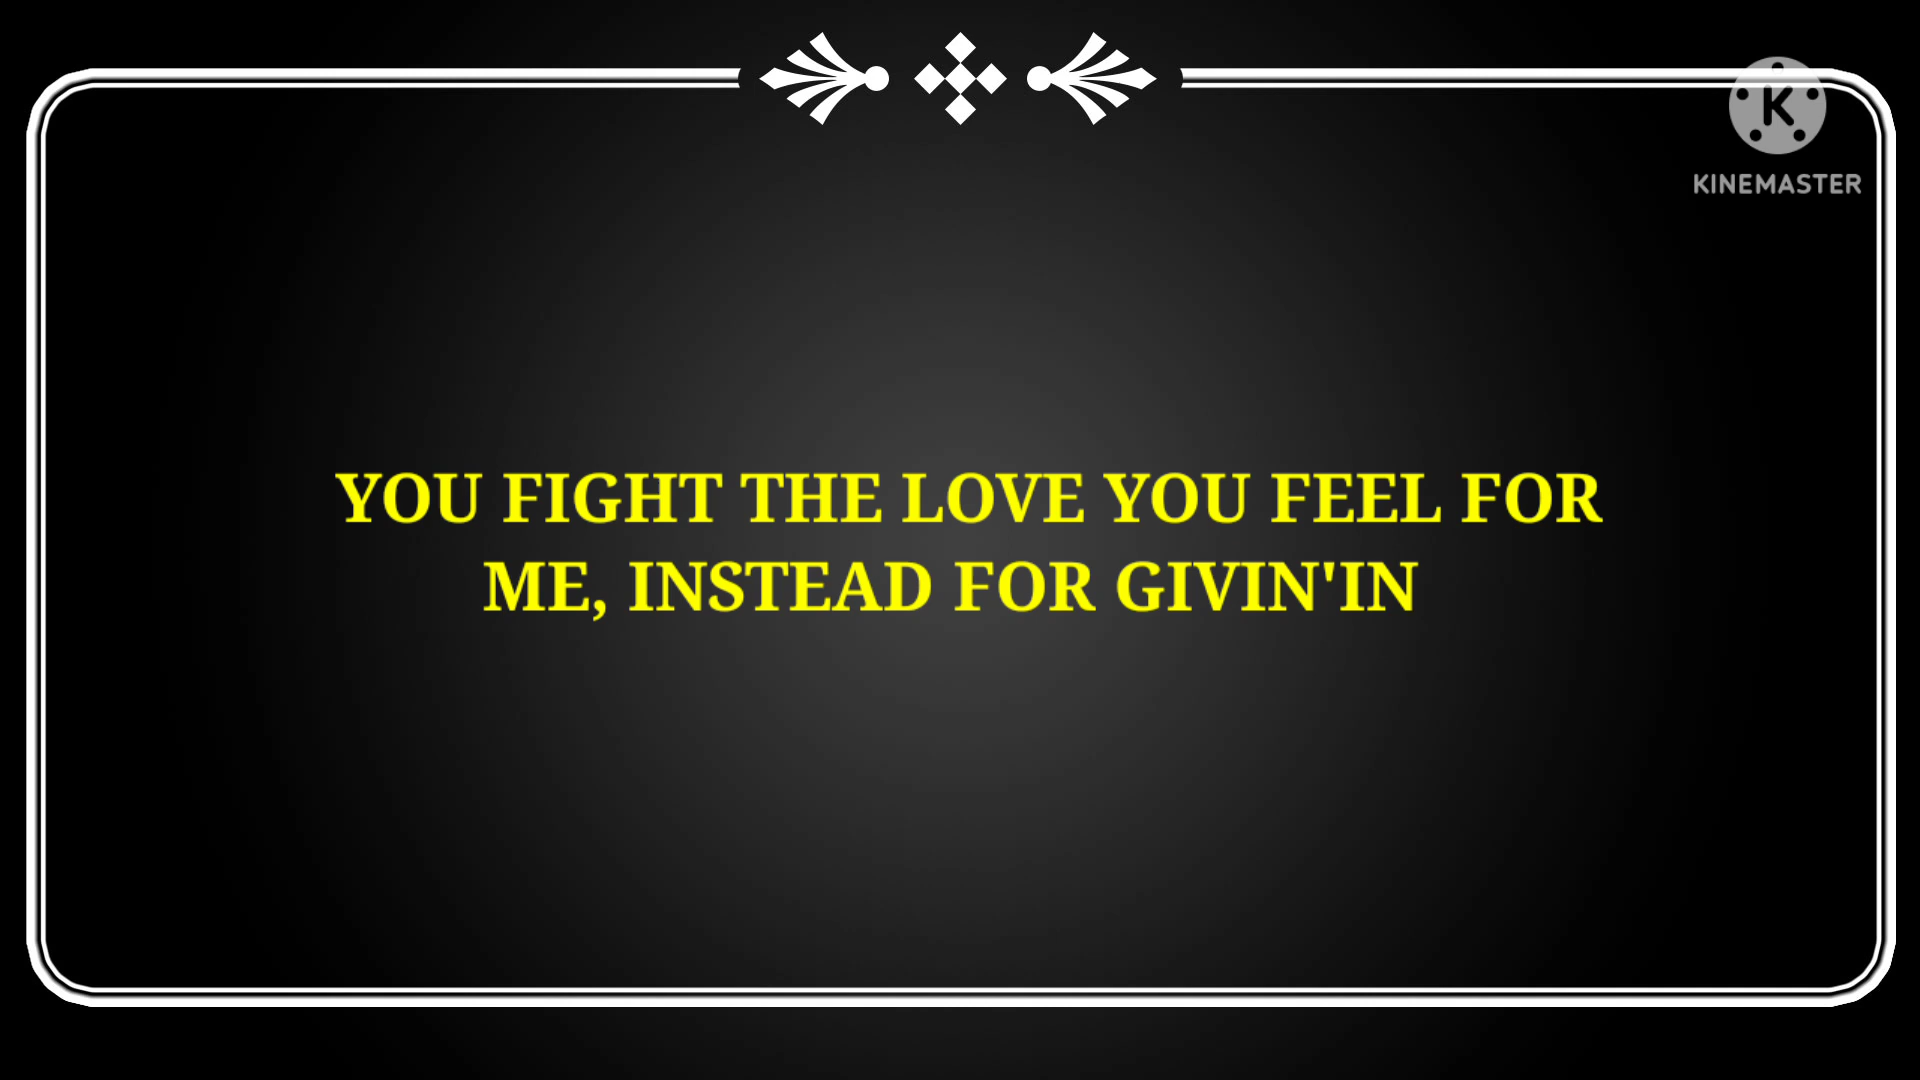 K
KINEMASTER
YOU FIGHT THE LOVE YOU FEEL FOR
ME, INSTEAD FOR GIVIN'IN